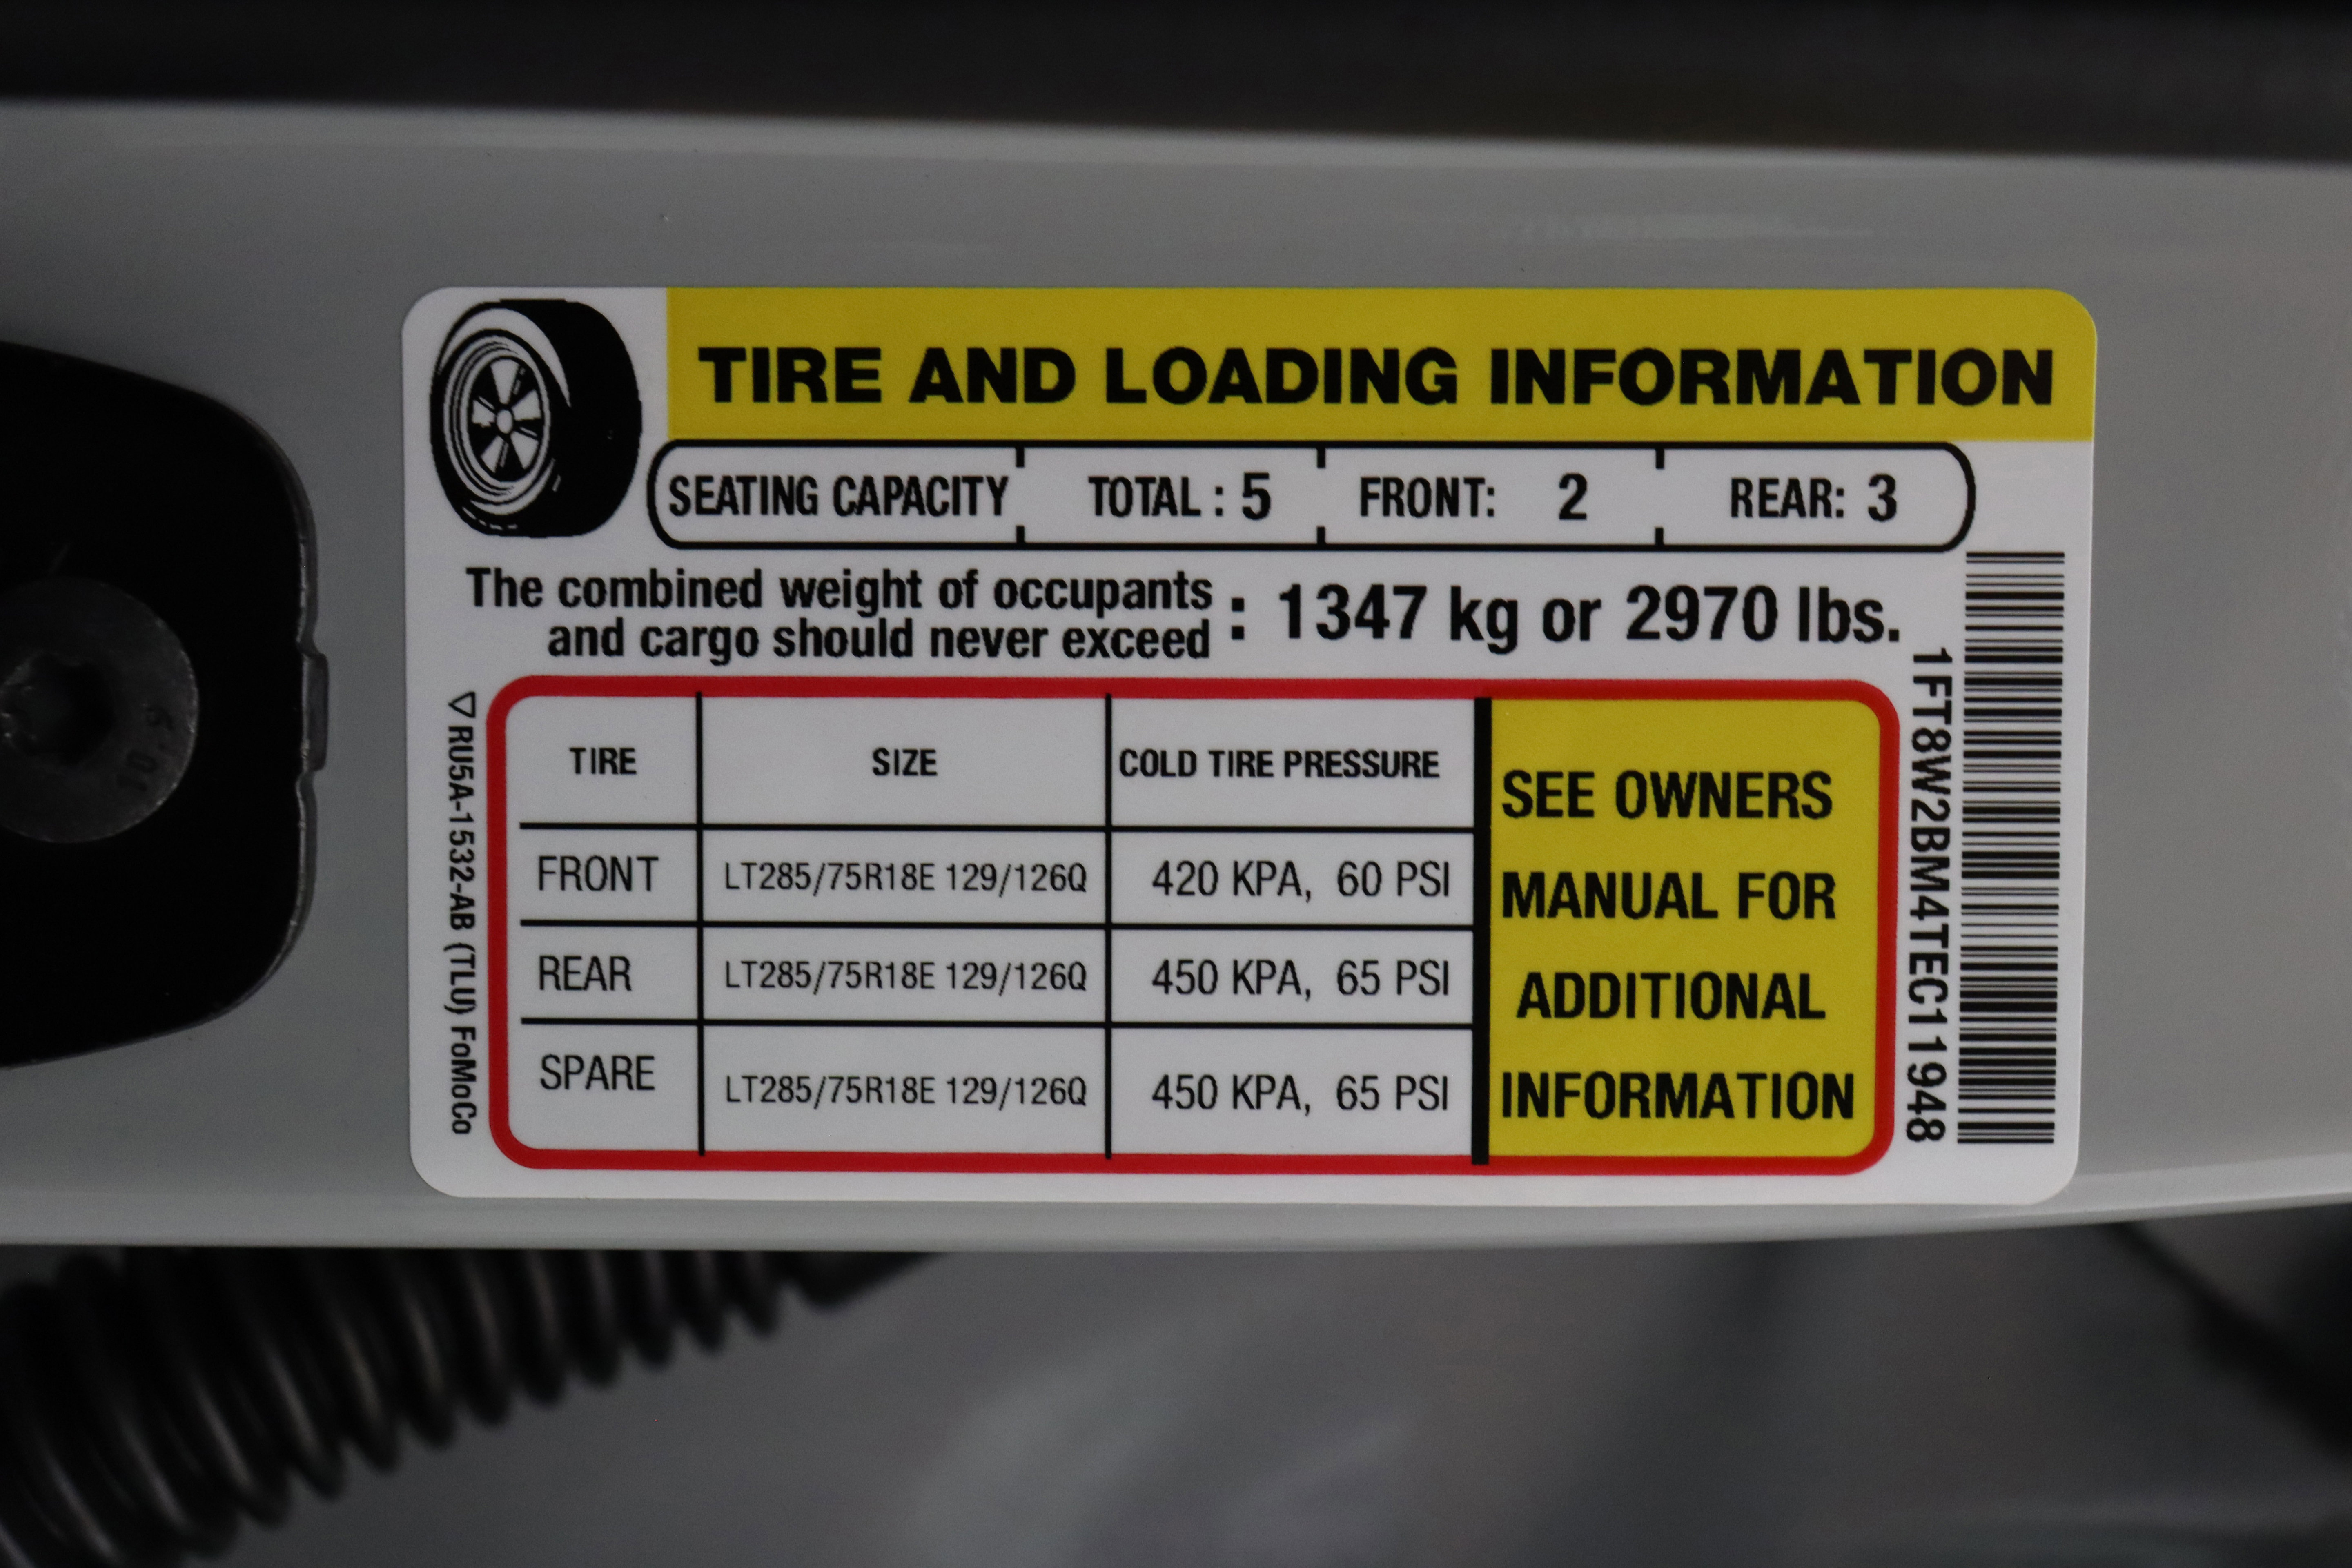 TIRE AND LOADING INFORMATION
SEATING CAPACITY TOTAL : 5 FRONT: 2 REAR: 3
The combined weight of occupants
and cargo should never exceed : 1347 kg or 2970 lbs.
TIRE SIZE COLD TIRE PRESSURE
FRONT LT285/75R18E 129/126Q 420 KPA, 60 PSI
REAR LT285/75R18E 129/126Q 450 KPA, 65 PSI
SPARE LT285/75R18E 129/126Q 450 KPA, 65 PSI
SEE OWNERS
MANUAL FOR
ADDITIONAL
INFORMATION
1FT8W2BM4TEC11948
RU5A-1532-AB (TLU) FoMoCo
10.9